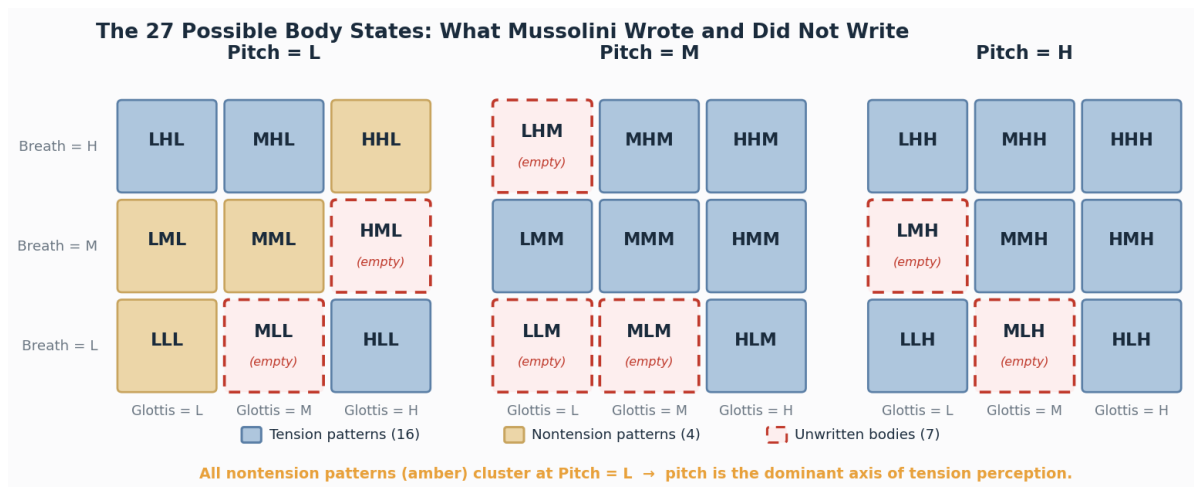 The 27 Possible Body States: What Mussolini Wrote and Did Not Write
Pitch = L Pitch = M Pitch = H
Breath = H LHL MHL HHL LHM (empty) MHM HHM LHH MHH HHH
Breath = M LML MML HML (empty) LMM MMM HMM LMH (empty) MMH HMH
Breath = L LLL MLL (empty) HLL LLM (empty) MLM (empty) HLM LLH MLH (empty) HLH
Glottis = L Glottis = M Glottis = H Glottis = L Glottis = M Glottis = H Glottis = L Glottis = M Glottis = H
Tension patterns (16) Nontension patterns (4) Unwritten bodies (7)
All nontension patterns (amber) cluster at Pitch = L → pitch is the dominant axis of tension perception.